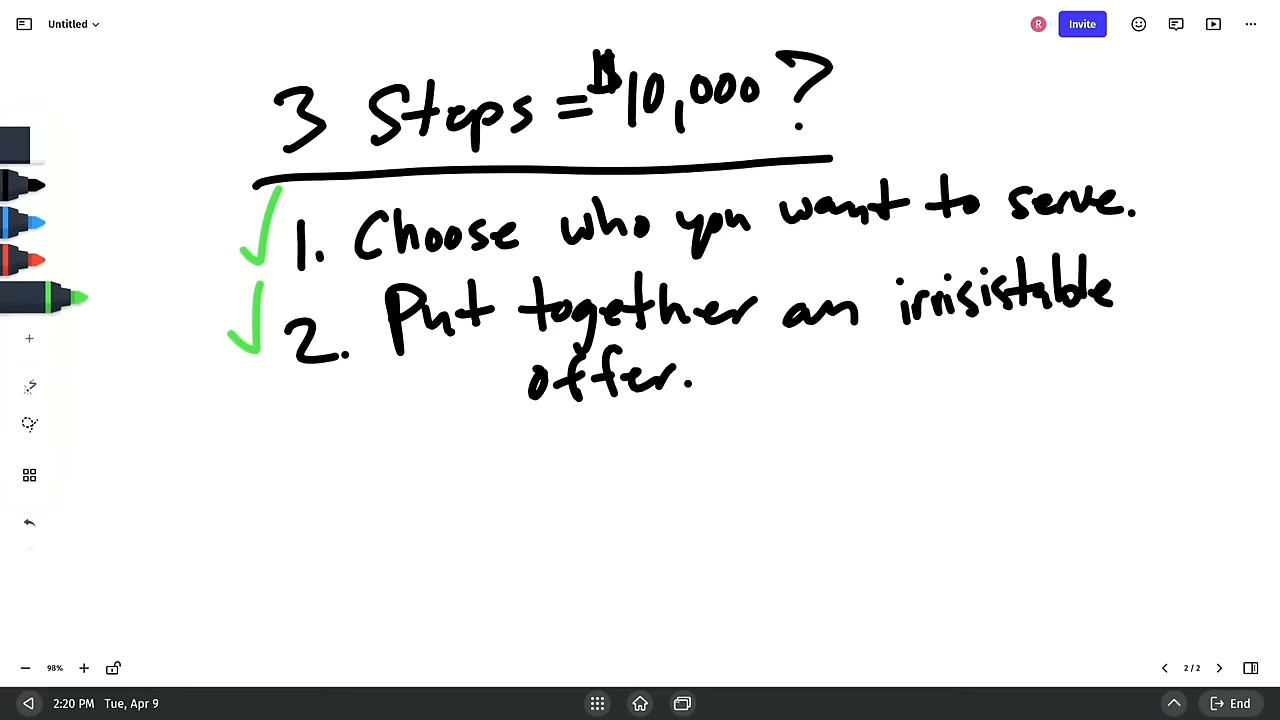 Untitled
R
Invite
3 Steps = $10,000?
1. Choose who you want to serve.
2. Put together an irrisistable
offer.
98%
2 / 2
2:20 PM Tue, Apr 9
End